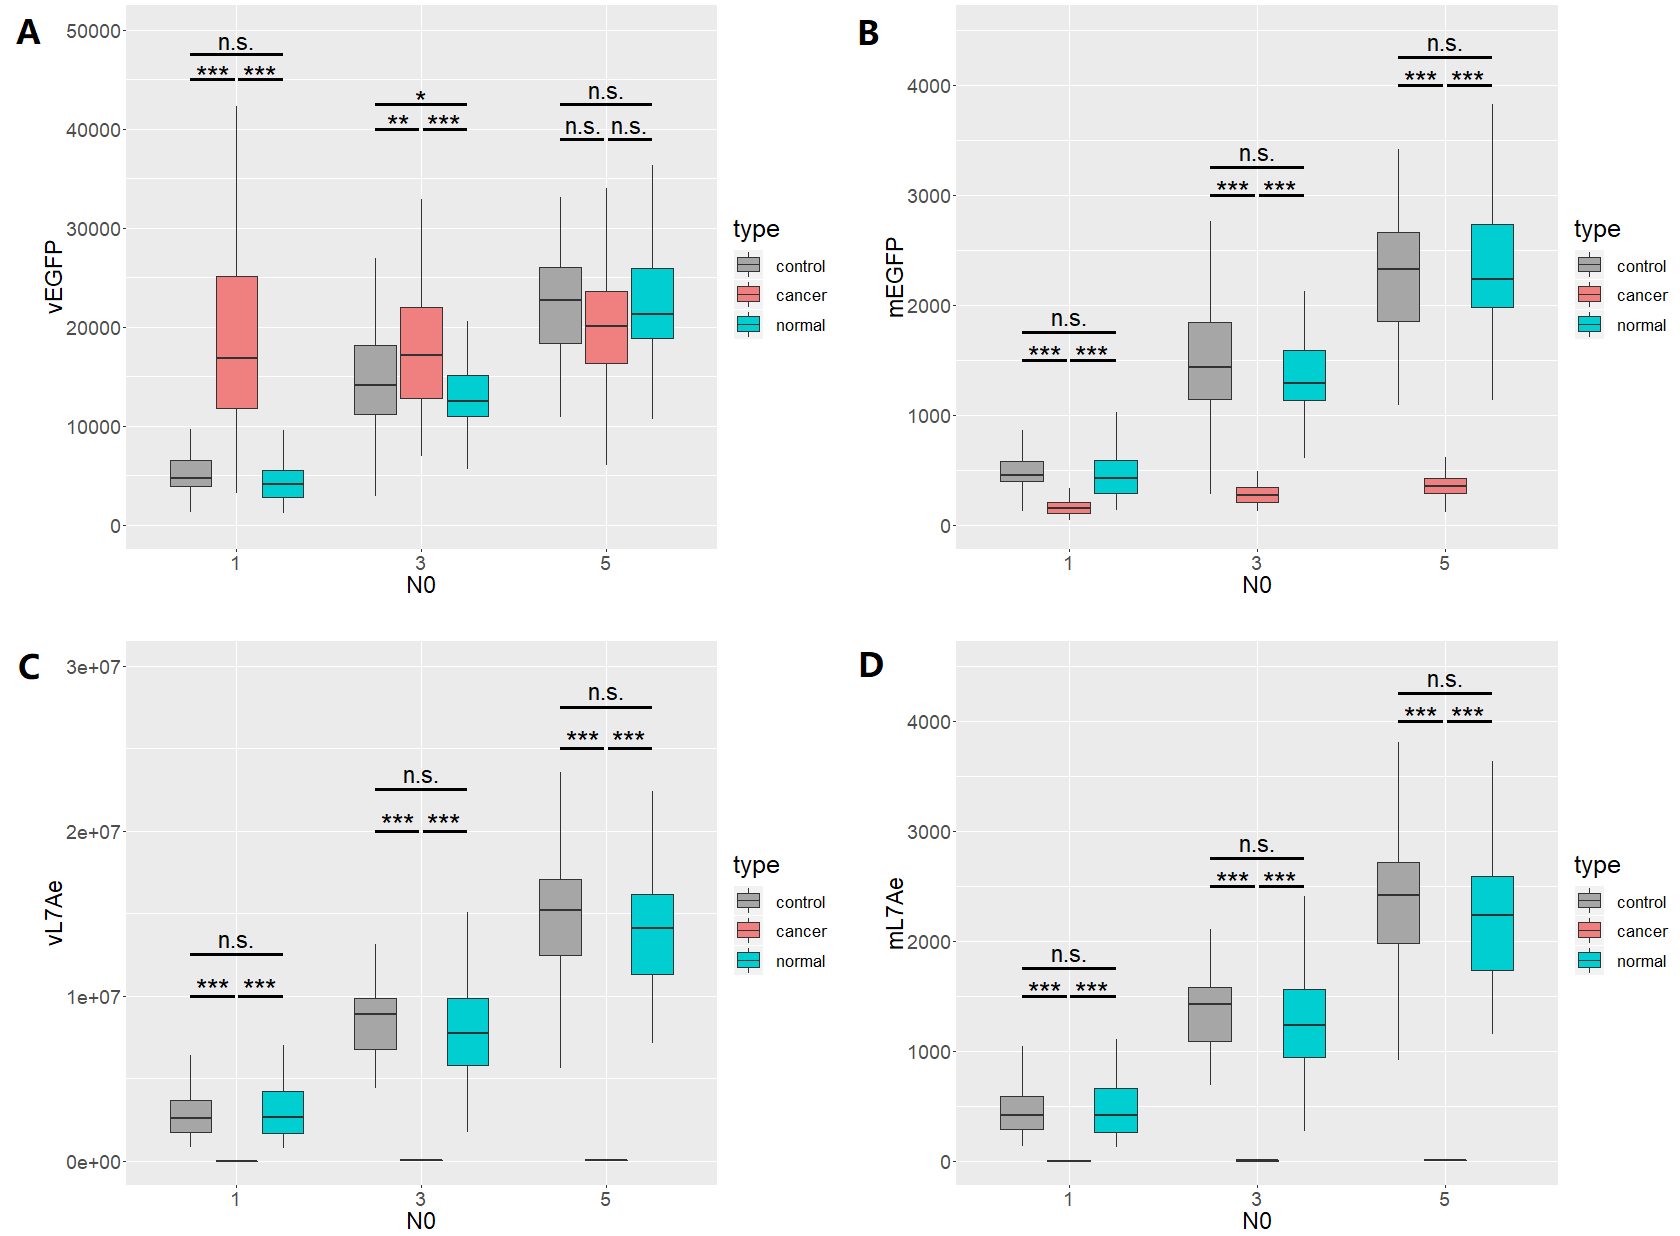 A
vEGFP
50000
40000
30000
20000
10000
0
n.s.
*** ***
*
** ***
n.s.
n.s. n.s.
1 3 5
N0
type
control
cancer
normal
B
mEGFP
4000
3000
2000
1000
0
n.s.
*** ***
n.s.
*** ***
n.s.
*** ***
1 3 5
N0
type
control
cancer
normal
C
vL7Ae
3e+07
2e+07
1e+07
0e+00
n.s.
*** ***
n.s.
*** ***
n.s.
*** ***
1 3 5
N0
type
control
cancer
normal
D
mL7Ae
4000
3000
2000
1000
0
n.s.
*** ***
n.s.
*** ***
n.s.
*** ***
1 3 5
N0
type
control
cancer
normal